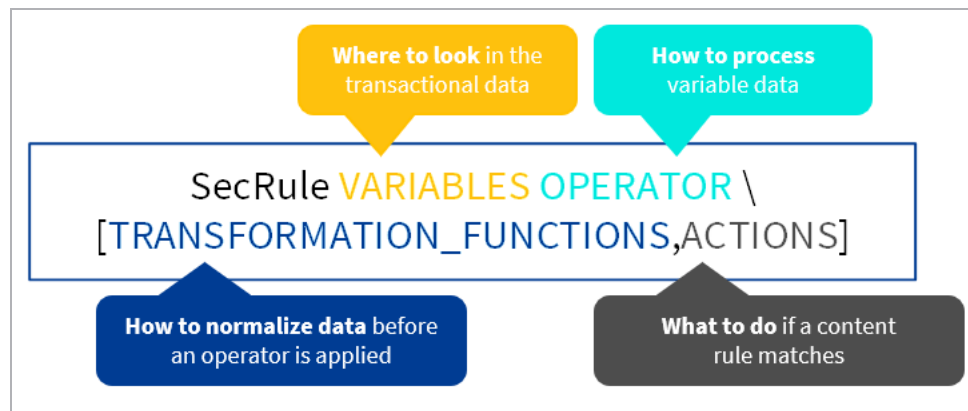 Where to look in the
transactional data
How to process
variable data
SecRule VARIABLES OPERATOR \
[TRANSFORMATION_FUNCTIONS,ACTIONS]
How to normalize data before
an operator is applied
What to do if a content
rule matches